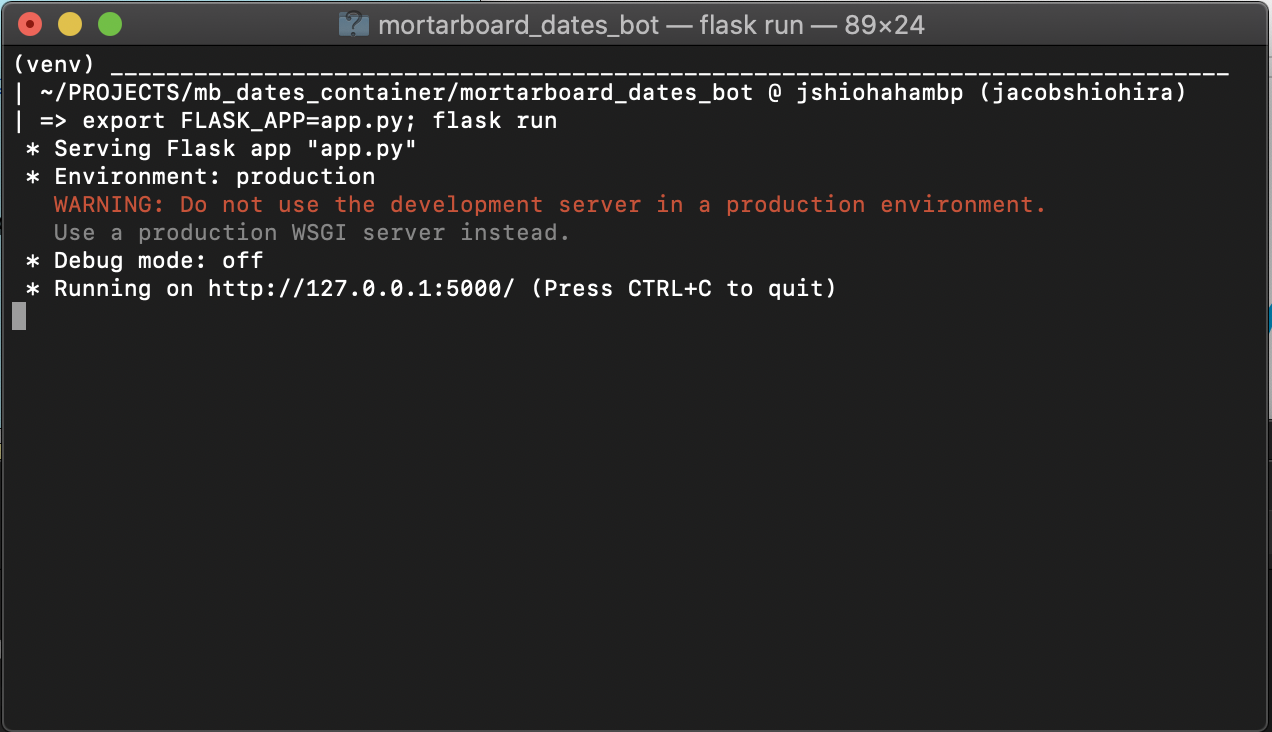 mortarboard_dates_bot — flask run — 89×24
(venv) ________________________________________________________________________________
| ~/PROJECTS/mb_dates_container/mortarboard_dates_bot @ jshiohahambp (jacobshiohira)
| => export FLASK_APP=app.py; flask run
 * Serving Flask app "app.py"
 * Environment: production
   WARNING: Do not use the development server in a production environment.
   Use a production WSGI server instead.
 * Debug mode: off
 * Running on http://127.0.0.1:5000/ (Press CTRL+C to quit)